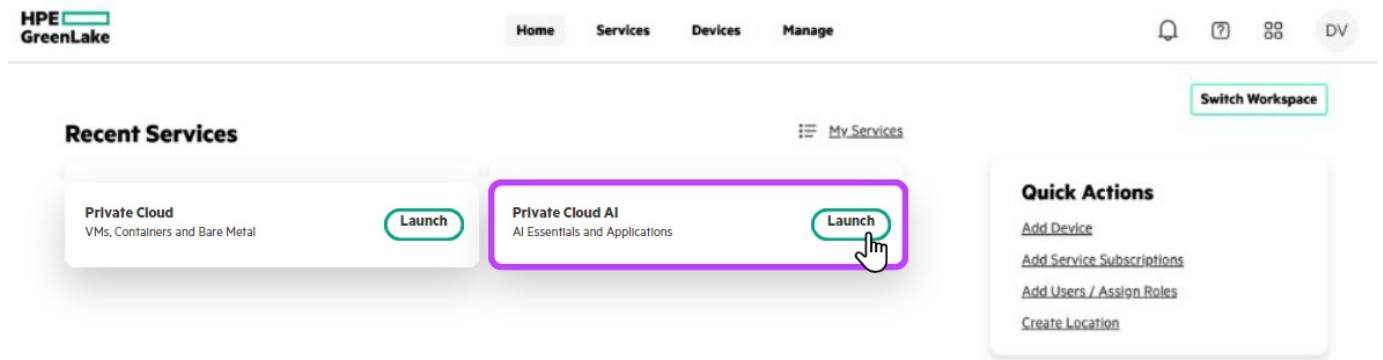 HPE
GreenLake
Home Services Devices Manage
DV
Switch Workspace
Recent Services
My Services
Private Cloud
VMs, Containers and Bare Metal
Launch
Private Cloud AI
AI Essentials and Applications
Launch
Quick Actions
Add Device
Add Service Subscriptions
Add Users / Assign Roles
Create Location